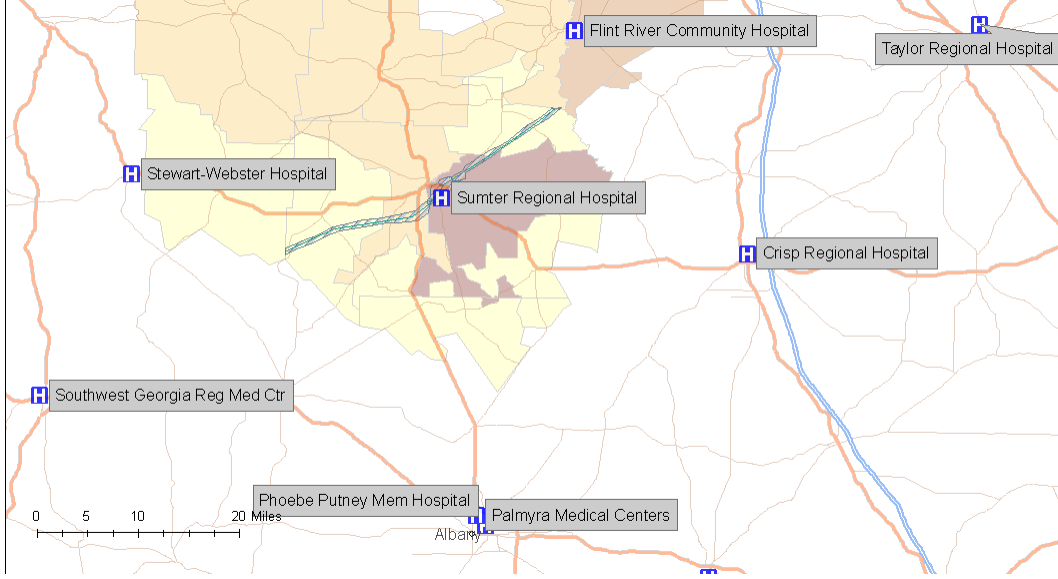 H Flint River Community Hospital
H
Taylor Regional Hospital
H Stewart-Webster Hospital
H Sumter Regional Hospital
H Crisp Regional Hospital
H Southwest Georgia Reg Med Ctr
Phoebe Putney Mem Hospital
H Palmyra Medical Centers
0 5 10 20 Miles
Albany
H
H